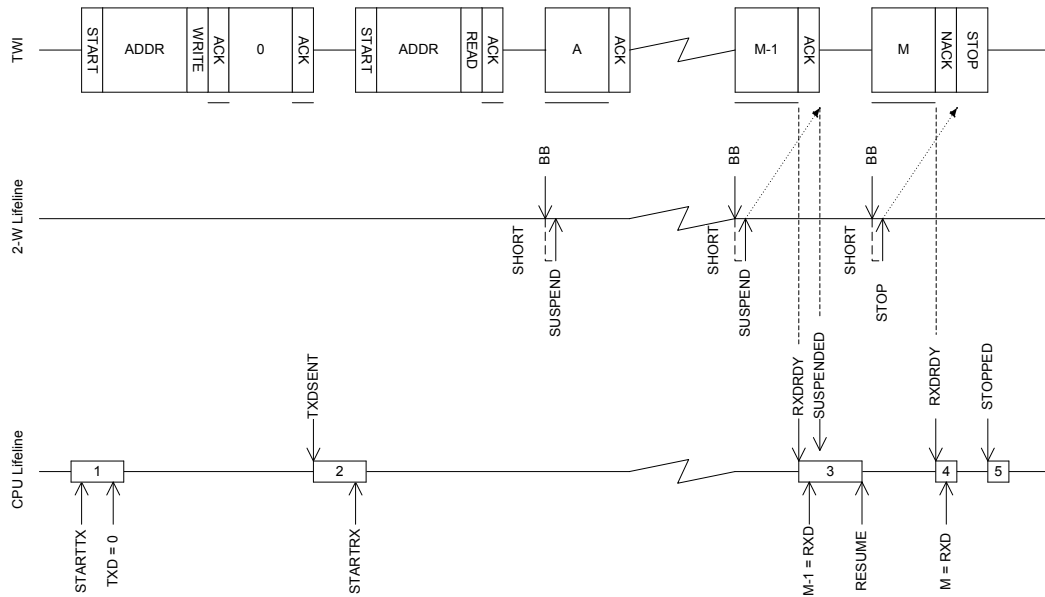 TWI
START
ADDR
WRITE
ACK
0
ACK
START
ADDR
READ
ACK
A
ACK
M-1
ACK
M
NACK
STOP
2-W Lifeline
BB
SHORT
SUSPEND
BB
SHORT
SUSPEND
BB
SHORT
STOP
CPU Lifeline
1
STARTTX
TXD = 0
TXDSENT
2
STARTRX
RXDRDY
SUSPENDED
3
M-1 = RXD
RESUME
RXDRDY
4
M = RXD
STOPPED
5